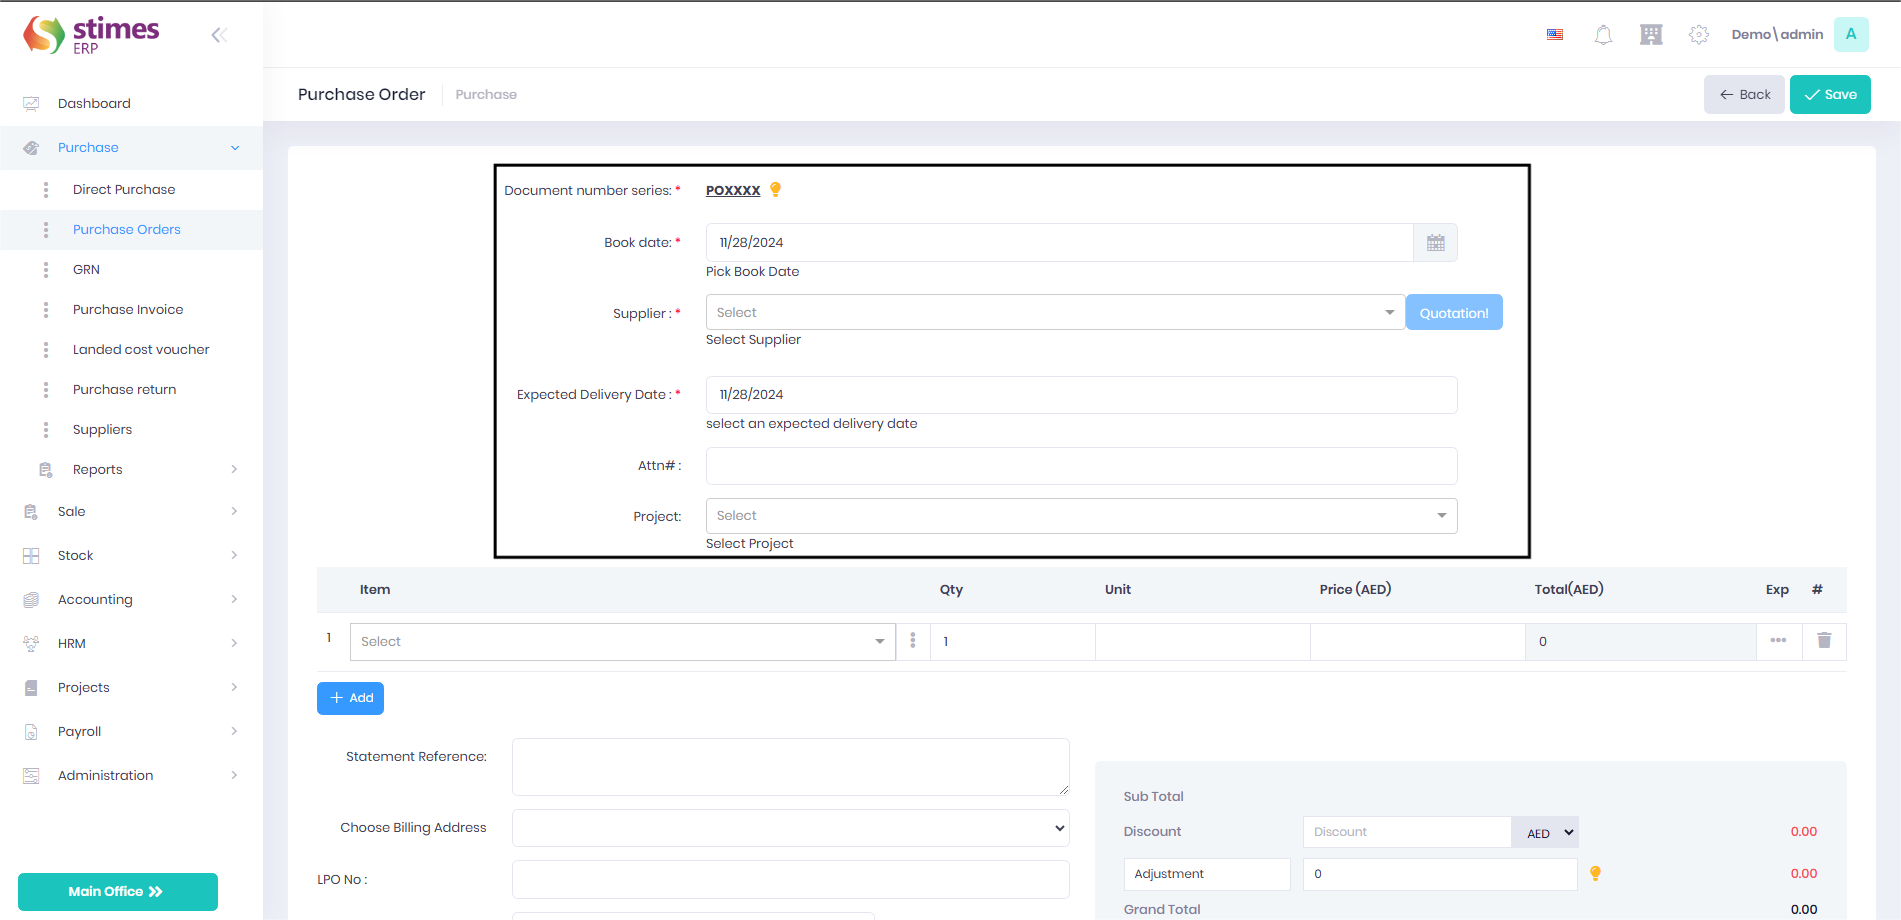 stimes
ERP
Demo\admin
A
Purchase Order
Purchase
Back
Save
Dashboard
Purchase
Direct Purchase
Purchase Orders
GRN
Purchase Invoice
Landed cost voucher
Purchase return
Suppliers
Reports
Sale
Stock
Accounting
HRM
Projects
Payroll
Administration
Main Office
Document number series: * POXXXX
Book date: * 11/28/2024
Pick Book Date
Supplier : * Select Quotation!
Select Supplier
Expected Delivery Date : * 11/28/2024
select an expected delivery date
Attn# :
Project: Select
Select Project
Item Qty Unit Price (AED) Total(AED) Exp #
1 Select 1 0
+ Add
Statement Reference:
Choose Billing Address
LPO No :
Sub Total
Discount Discount AED 0.00
Adjustment 0 0.00
Grand Total 0.00